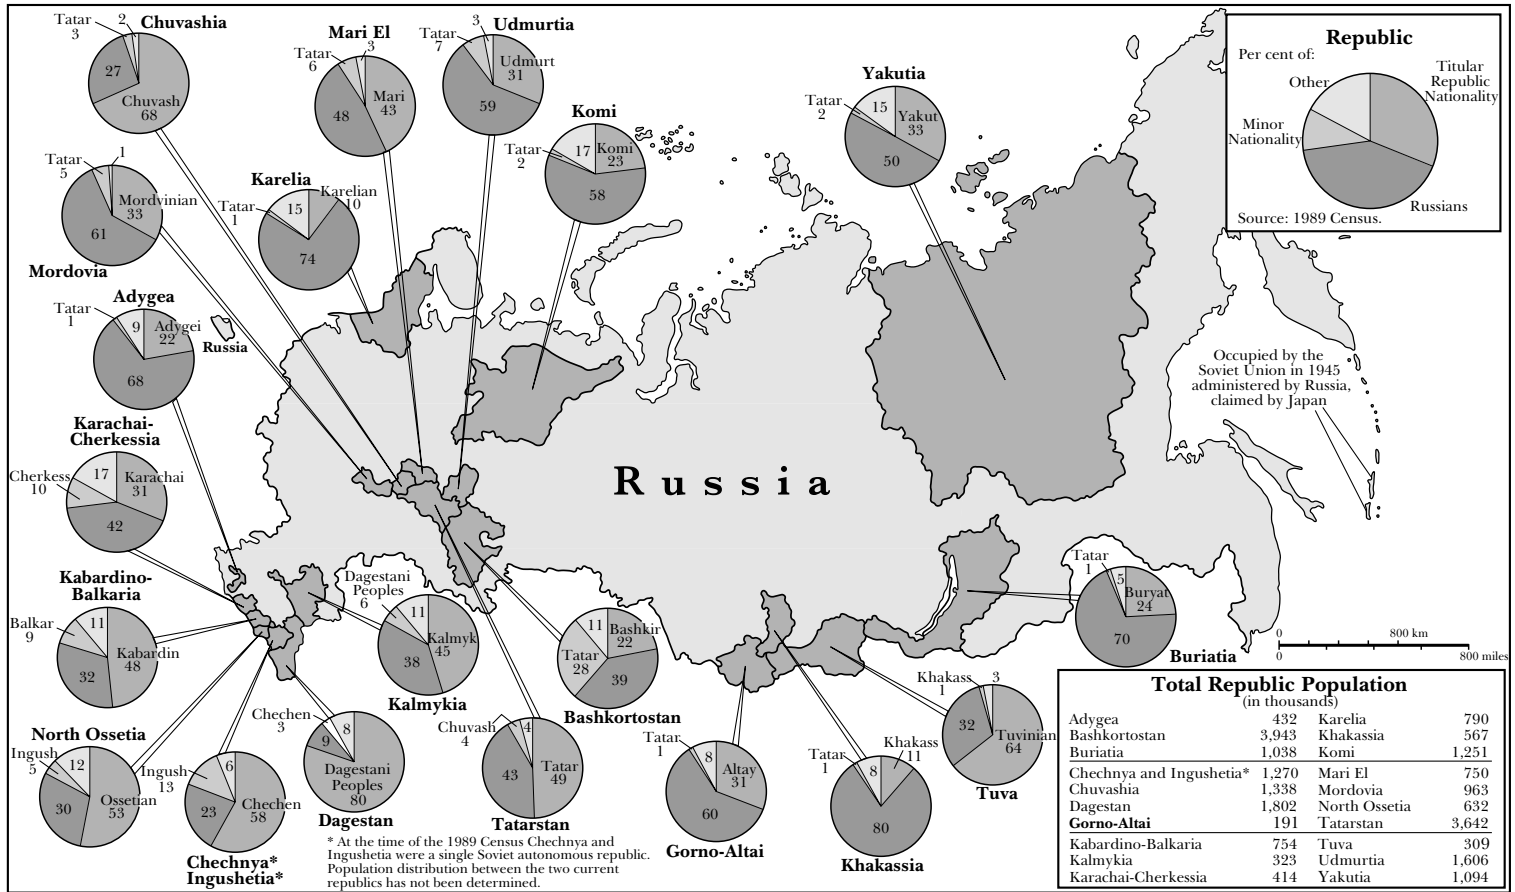 Chuvashia
Tatar
3
2
27
Chuvash
68
Mari El
Tatar
6
3
48
Mari
43
Udmurtia
Tatar
7
3
Udmurt
31
59
Komi
Tatar
2
17
Komi
23
58
Yakutia
Tatar
2
15
Yakut
33
50
Republic
Per cent of:
Other
Titular
Republic
Nationality
Minor
Nationality
Russians
Source: 1989 Census.
Mordovia
Tatar
5
1
Mordvinian
33
61
Karelia
Tatar
1
15
Karelian
10
74
Adygea
Tatar
1
9
Adygei
22
68
Russia
Occupied by the
Soviet Union in 1945
administered by Russia,
claimed by Japan
Karachai-
Cherkessia
Cherkess
10
17
Karachai
31
42
Russia
Kabardino-
Balkaria
Balkar
9
11
Kabardin
48
32
Dagestani
Peoples
6
11
Kalmyk
45
38
Kalmykia
11
Bashkir
22
Tatar
28
39
Bashkortostan
Tatar
1
5
Buryat
24
70
Buriatia
0 800 km
0 800 miles
North Ossetia
Ingush
5
12
Ossetian
53
30
Ingush
13
6
Chechen
58
23
Chechnya*
Ingushetia*
Chechen
3
8
9
Dagestani
Peoples
80
Dagestan
Chuvash
4
4
Tatar
49
43
Tatarstan
Tatar
1
8
Altay
31
60
Gorno-Altai
Tatar
1
8
Khakass
11
80
Khakassia
Khakass
1
3
32
Tuvinian
64
Tuva
* At the time of the 1989 Census Chechnya and
Ingushetia were a single Soviet autonomous republic.
Population distribution between the two current
republics has not been determined.
Total Republic Population
(in thousands)
Adygea 432 Karelia 790
Bashkortostan 3,943 Khakassia 567
Buriatia 1,038 Komi 1,251
Chechnya and Ingushetia* 1,270 Mari El 750
Chuvashia 1,338 Mordovia 963
Dagestan 1,802 North Ossetia 632
Gorno-Altai 191 Tatarstan 3,642
Kabardino-Balkaria 754 Tuva 309
Kalmykia 323 Udmurtia 1,606
Karachai-Cherkessia 414 Yakutia 1,094